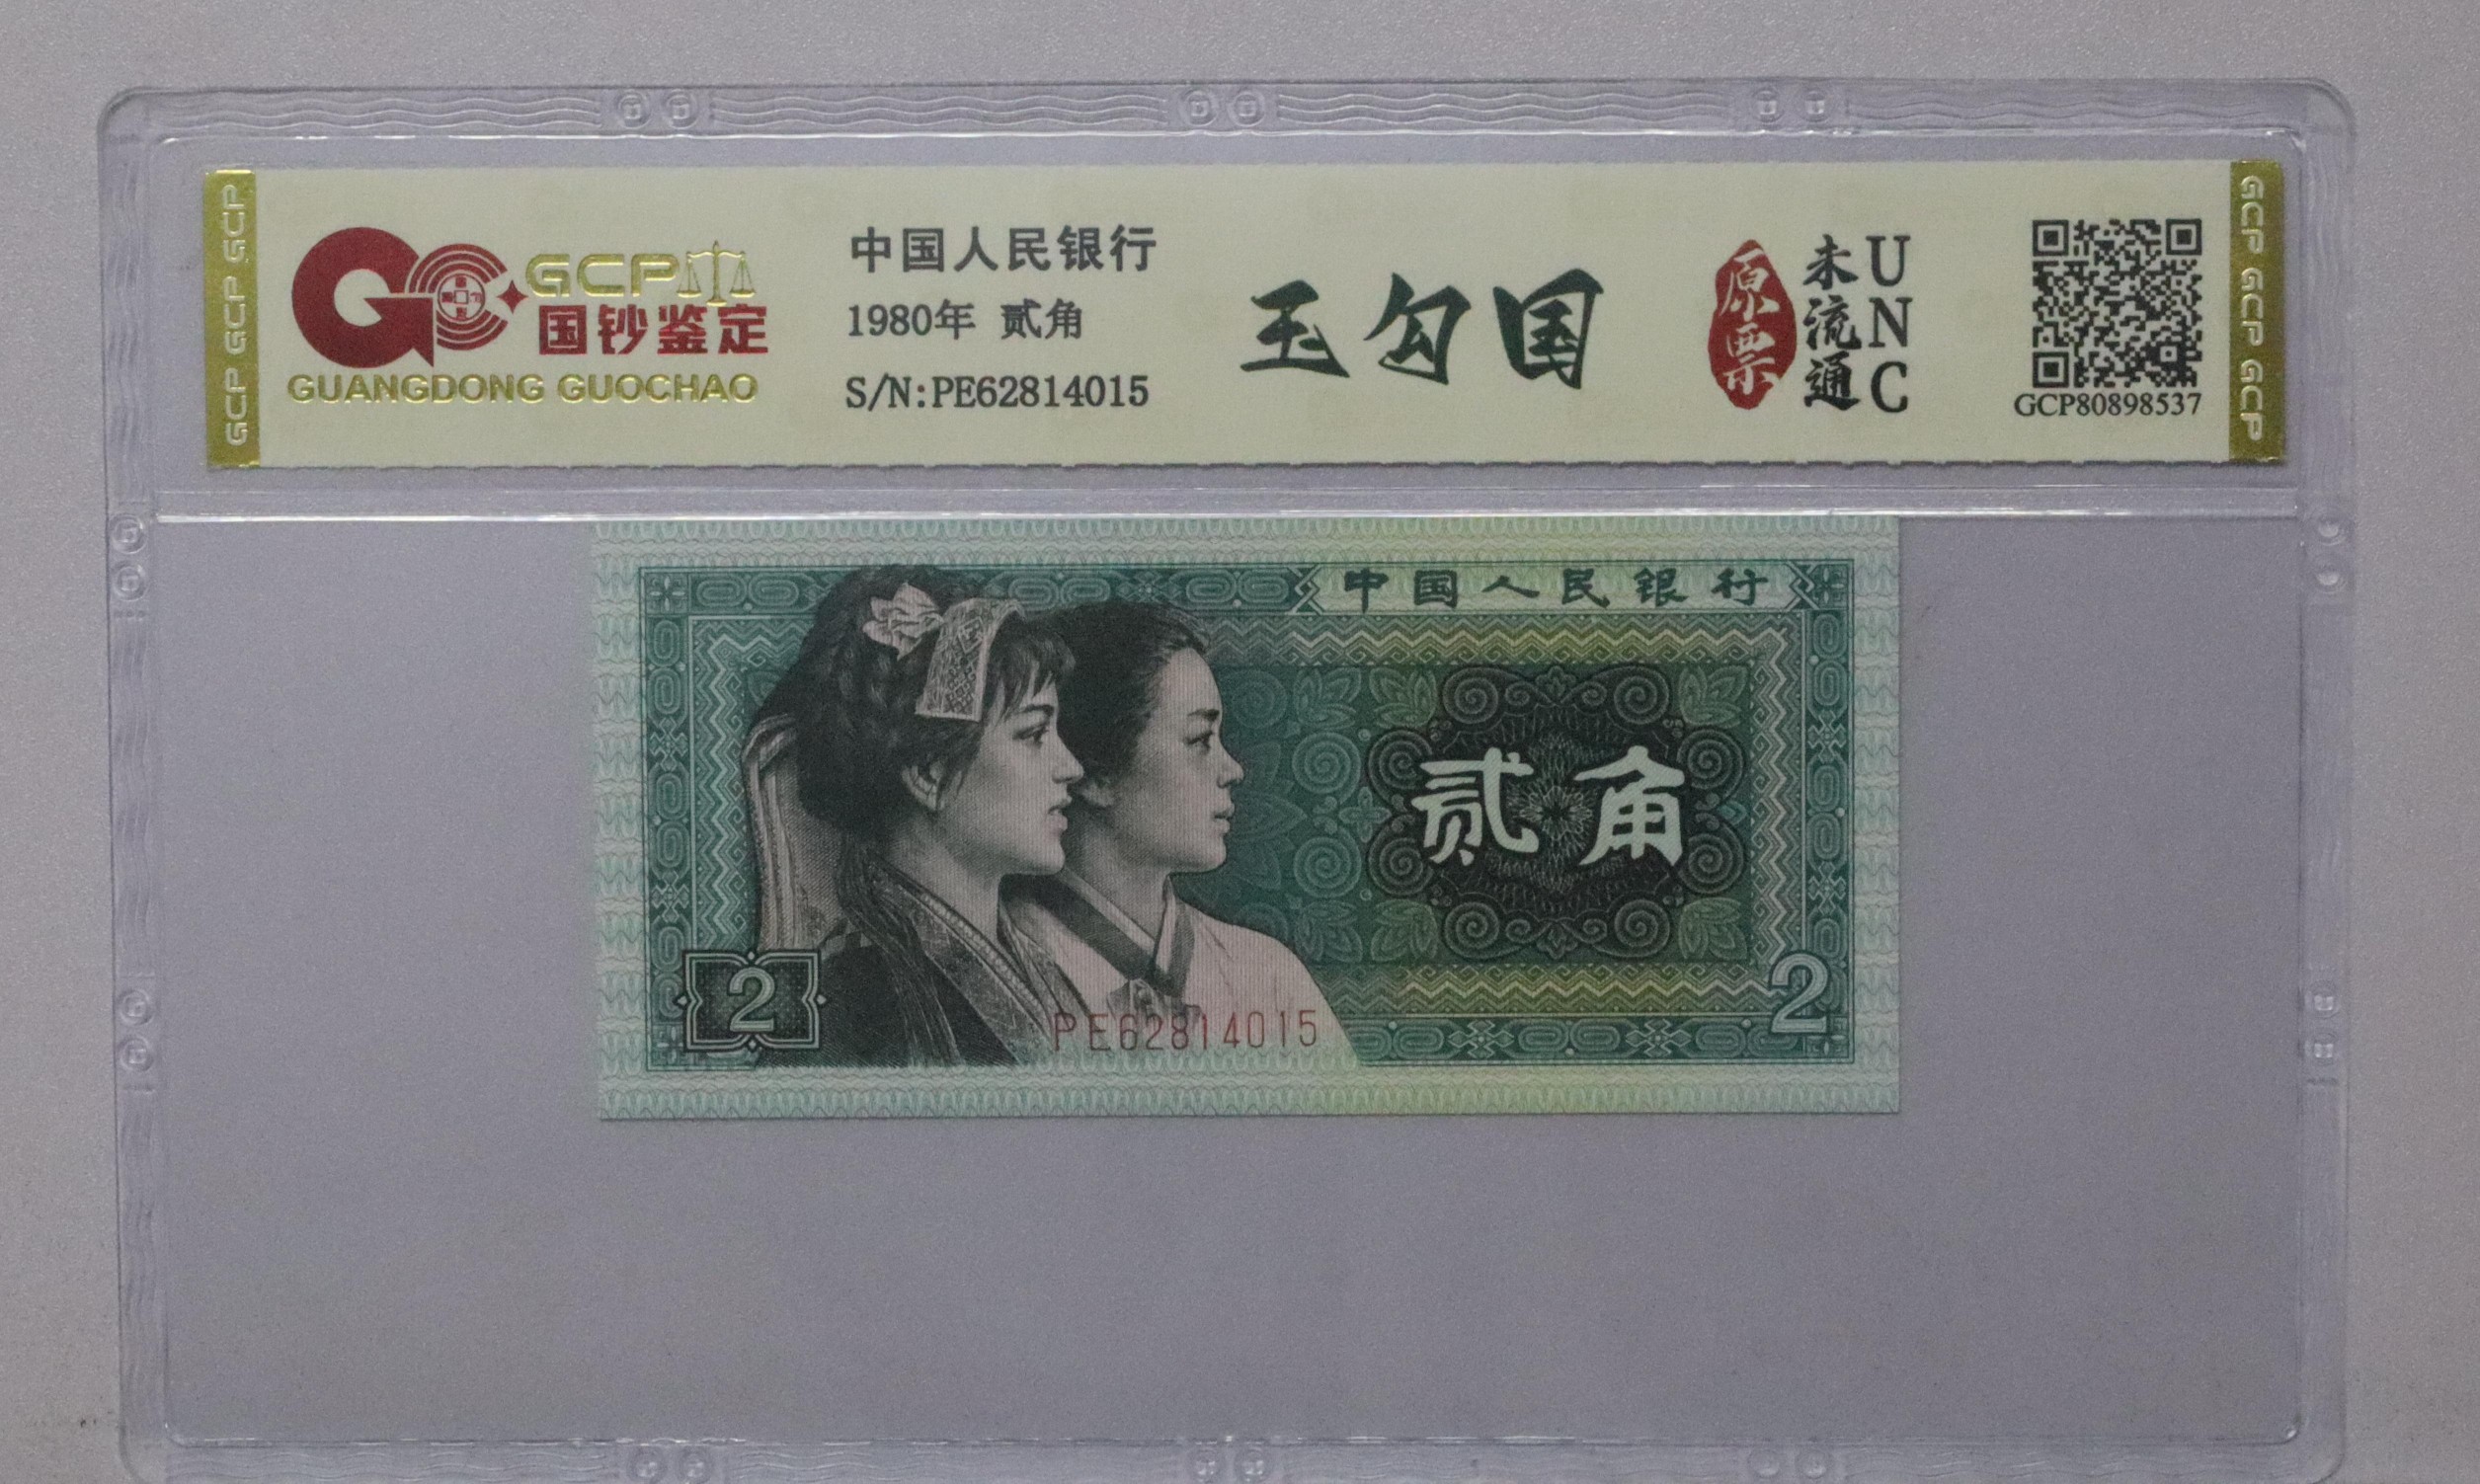 GCP GCP GCP
GCP
国钞鉴定
GUANGDONG GUOCHAO
中国人民银行
1980年 贰角
S/N:PE62814015
玉勾国
原票
未流通
UNC
GCP80898537
GCP GCP GCP
中国人民银行
贰角
2
2
PE62814015